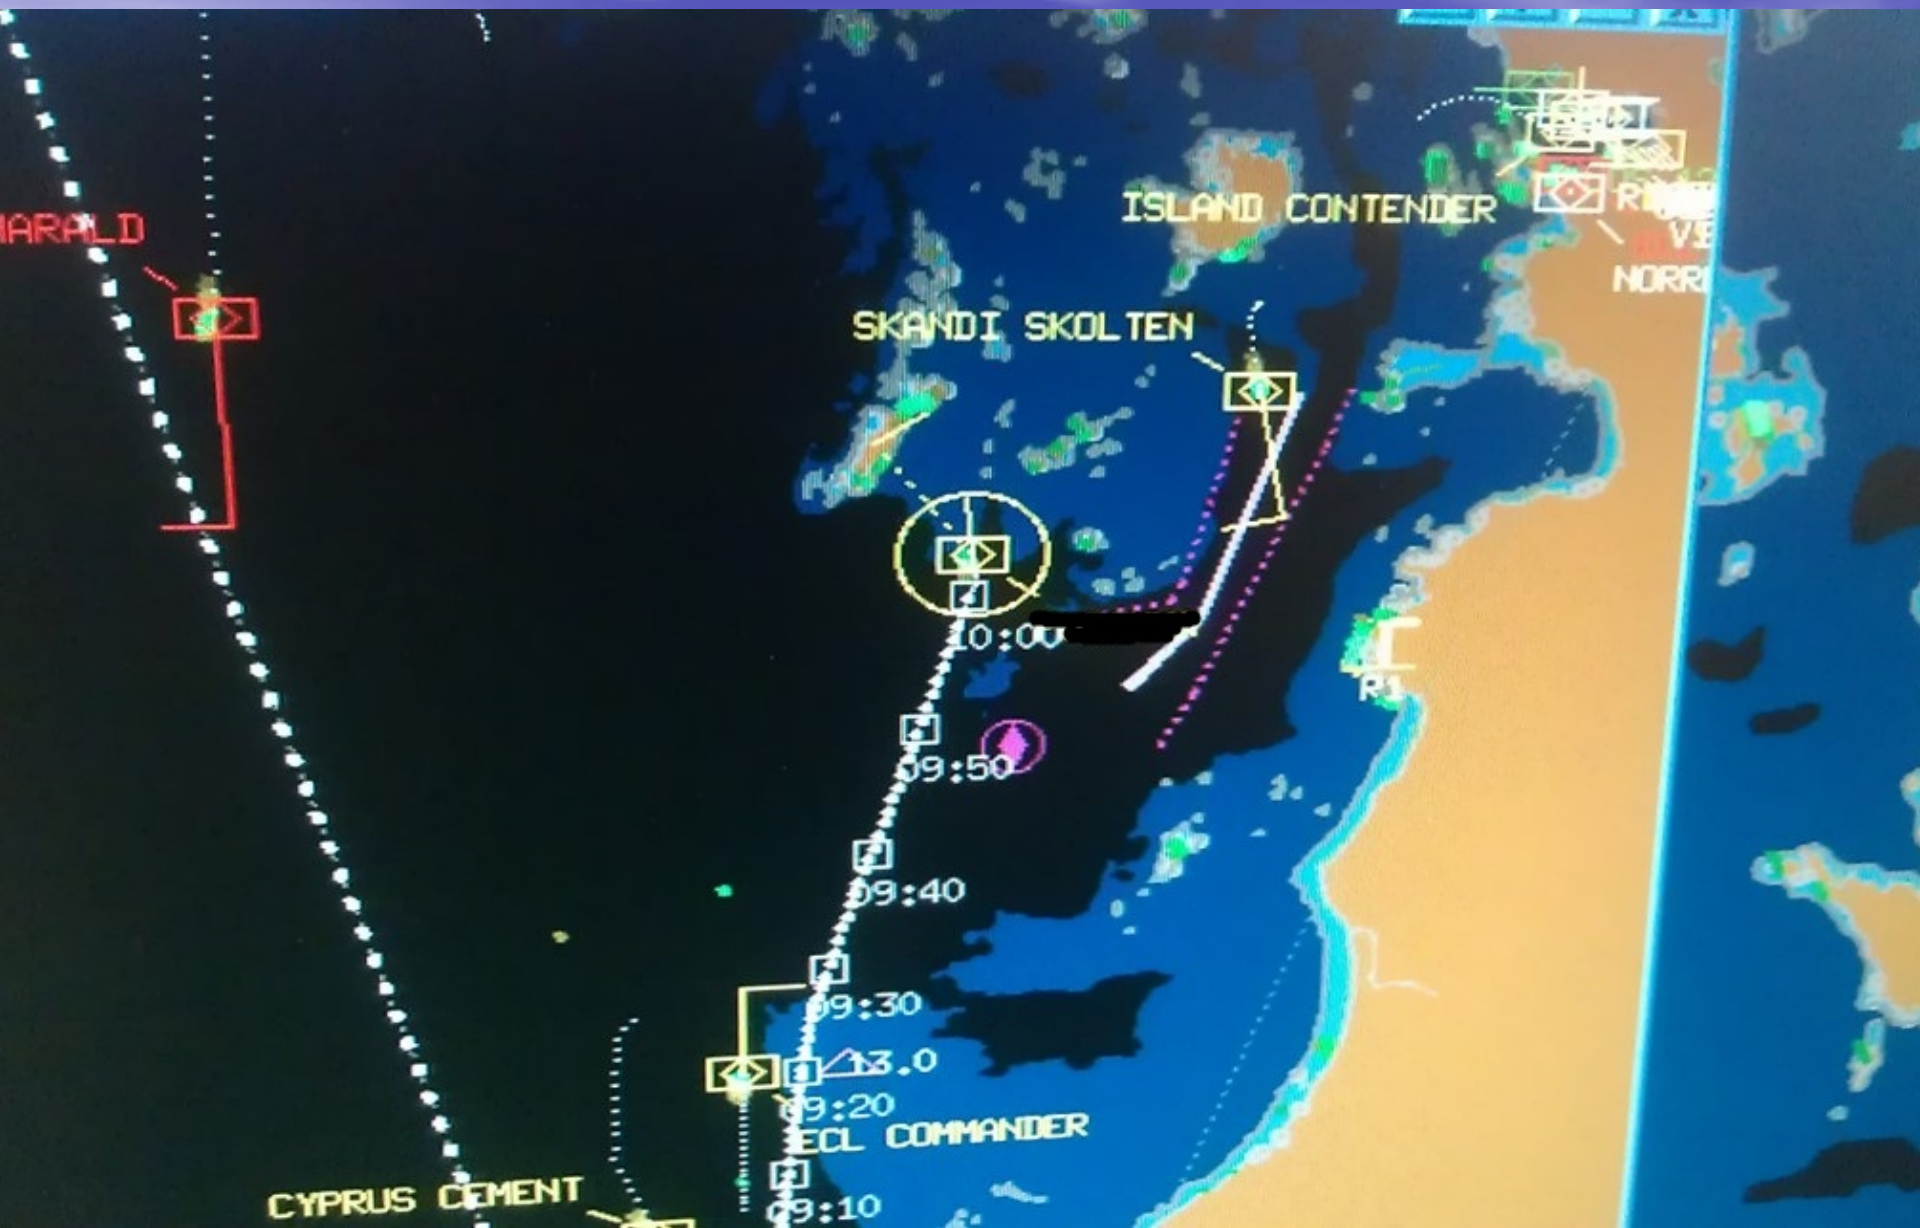 ISLAND CONTENDER
HARALD
NORR
SKANDI SKOLTEN
10:00
R1
09:50
09:40
09:30
13.0
09:20
ECL COMMANDER
CYPRUS CEMENT
09:10